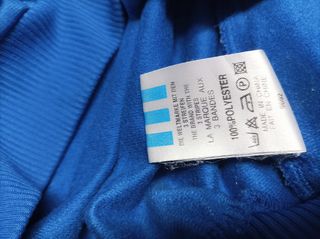 DIE WELTMARKE MIT DEN
3 STREIFEN
THE BRAND WITH THE
3 STRIPES
LA MARQUE AUX
3 BANDES
100% POLYESTER
MADE IN CHINA
FAIT EN CHINE